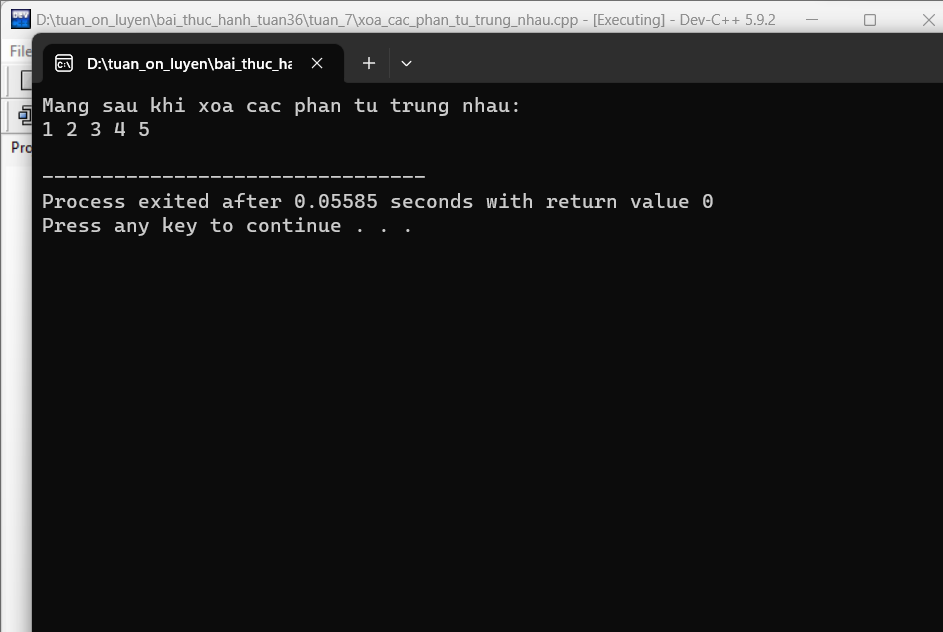 DEV
D:\tuan_on_luyen\bai_thuc_hanh_tuan36\tuan_7\xoa_cac_phan_tu_trung_nhau.cpp - [Executing] - Dev-C++ 5.9.2
File
D:\tuan_on_luyen\bai_thuc_ha
Mang sau khi xoa cac phan tu trung nhau:
1 2 3 4 5
Pro
--------------------------------
Process exited after 0.05585 seconds with return value 0
Press any key to continue . . .